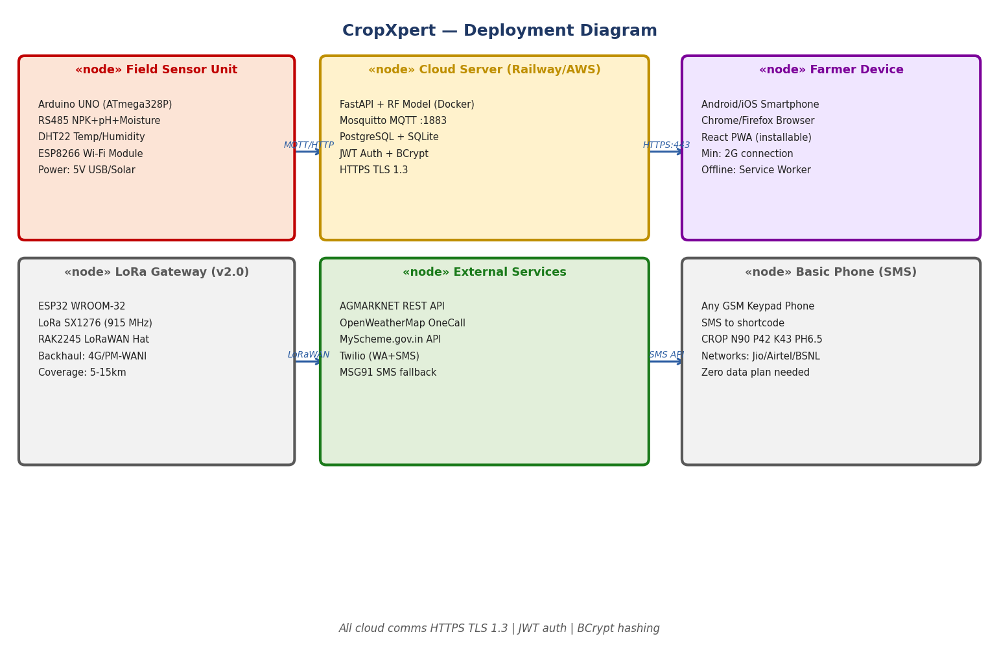 CropXpert — Deployment Diagram
«node» Field Sensor Unit
Arduino UNO (ATmega328P)
RS485 NPK+pH+Moisture
DHT22 Temp/Humidity
ESP8266 Wi-Fi Module
Power: 5V USB/Solar
MQTT/HTTP
«node» Cloud Server (Railway/AWS)
FastAPI + RF Model (Docker)
Mosquitto MQTT :1883
PostgreSQL + SQLite
JWT Auth + BCrypt
HTTPS TLS 1.3
HTTPS:443
«node» Farmer Device
Android/iOS Smartphone
Chrome/Firefox Browser
React PWA (installable)
Min: 2G connection
Offline: Service Worker
«node» LoRa Gateway (v2.0)
ESP32 WROOM-32
LoRa SX1276 (915 MHz)
RAK2245 LoRaWAN Hat
Backhaul: 4G/PM-WANI
Coverage: 5-15km
LoRaWAN
«node» External Services
AGMARKNET REST API
OpenWeatherMap OneCall
MyScheme.gov.in API
Twilio (WA+SMS)
MSG91 SMS fallback
SMS API
«node» Basic Phone (SMS)
Any GSM Keypad Phone
SMS to shortcode
CROP N90 P42 K43 PH6.5
Networks: Jio/Airtel/BSNL
Zero data plan needed
All cloud comms HTTPS TLS 1.3 | JWT auth | BCrypt hashing